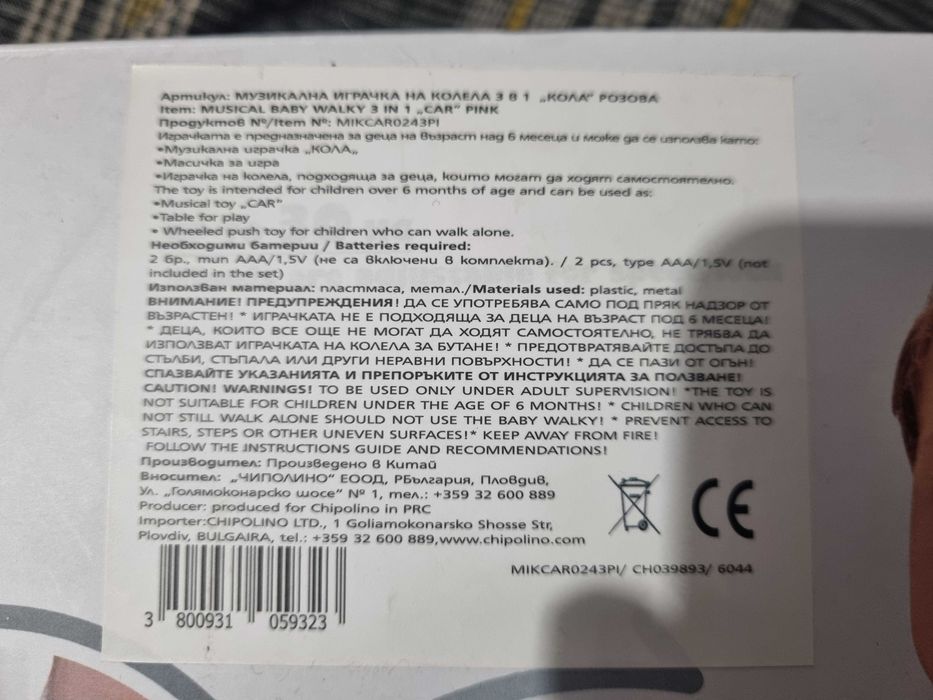 Артикул: МУЗИКАЛНА ИГРАЧКА НА КОЛЕЛА 3 В 1 „КОЛА" РОЗОВА
Item: MUSICAL BABY WALKY 3 IN 1 „CAR" PINK
Продуктов №/Item №: MIKCAR0243PI
Играчката е предназначена за деца на възраст над 6 месеца и може да се използва като:
•Музикална играчка „КОЛА„
•Масичка за игра
•Играчка на колела, подходяща за деца, които могат да ходят самостоятелно.
The toy is intended for children over 6 months of age and can be used as:
•Musical toy „CAR"
•Table for play
• Wheeled push toy for children who can walk alone.
Необходими батерии / Batteries required:
2 бр., тип AAA/1,5V (не са включени в комплекта). / 2 pcs, type AAA/1,5V (not
included in the set)
Използван материал: пластмаса, метал./Materials used: plastic, metal
ВНИМАНИЕ! ПРЕДУПРЕЖДЕНИЯ! ДА СЕ УПОТРЕБЯВА САМО ПОД ПРЯК НАДЗОР ОТ
ВЪЗРАСТЕН! * ИГРАЧКАТА НЕ Е ПОДХОДЯЩА ЗА ДЕЦА НА ВЪЗРАСТ ПОД 6 МЕСЕЦА!
* ДЕЦА, КОИТО ВСЕ ОЩЕ НЕ МОГАТ ДА ХОДЯТ САМОСТОЯТЕЛНО, НЕ ТРЯБВА ДА
ИЗПОЛЗВАТ ИГРАЧКАТА НА КОЛЕЛА ЗА БУТАНЕ! * ПРЕДОТВРАТЯВАЙТЕ ДОСТЪПА ДО
СТЪЛБИ, СТЪПАЛА ИЛИ ДРУГИ НЕРАВНИ ПОВЪРХНОСТИ! * ДА СЕ ПАЗИ ОТ ОГЪН!
СПАЗВАЙТЕ УКАЗАНИЯТА И ПРЕПОРЪКИТЕ ОТ ИНСТРУКЦИЯТА ЗА ПОЛЗВАНЕ!
CAUTION! WARNINGS! TO BE USED ONLY UNDER ADULT SUPERVISION! *THE TOY IS
NOT SUITABLE FOR CHILDREN UNDER THE AGE OF 6 MONTHS! * CHILDREN WHO CAN
NOT STILL WALK ALONE SHOULD NOT USE THE BABY WALKY! * PREVENT ACCESS TO
STAIRS, STEPS OR OTHER UNEVEN SURFACES!* KEEP AWAY FROM FIRE!
FOLLOW THE INSTRUCTIONS GUIDE AND RECOMMENDATIONS!
Производител: Произведено в Китай
Вносител: „ЧИПОЛИНО" ЕООД, РБългария, Пловдив,
Ул. „Голямоконарско шосе" № 1, тел.: +359 32 600 889
Producer: produced for Chipolino in PRC
Importer:CHIPOLINO LTD., 1 Goliamokonarsko Shosse Str,
Plovdiv, BULGAIRA, tel.: +359 32 600 889,www.chipolino.com
CE
MIKCAR0243PI/ CH039893/ 6044
3 800931 059323